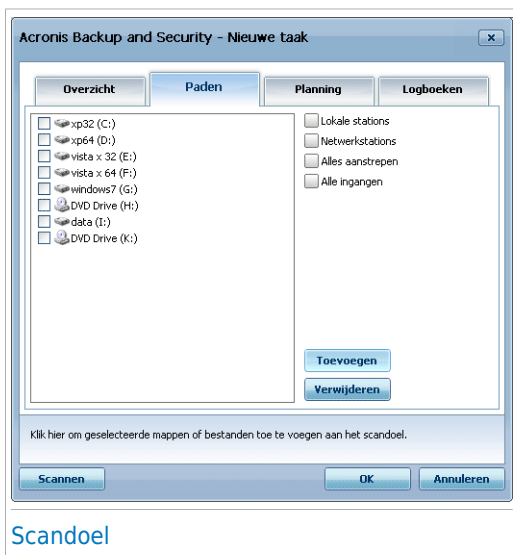 Acronis Backup and Security - Nieuwe taak
x
Overzicht
Paden
Planning
Logboeken
xp32 (C:)
xp64 (D:)
vista x 32 (E:)
vista x 64 (F:)
windows7 (G:)
DVD Drive (H:)
data (I:)
DVD Drive (K:)
Lokale stations
Netwerkstations
Alles aanstrepen
Alle ingangen
Toevoegen
Verwijderen
Klik hier om geselecteerde mappen of bestanden toe te voegen aan het scandoel.
Scannen
OK
Annuleren
Scandoel